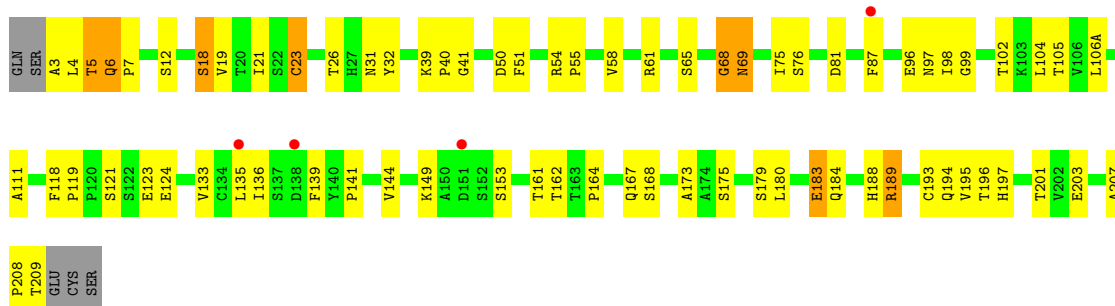 GLN SER A3 L4 T5 Q6 P7 S12 S18 V19 T20 I21 S22 C23 T26 H27 N31 Y32 K39 P40 G41 D50 F51 R54 P55 V58 R61 S65 G68 N69 I75 S76 D81 F87 E96 N97 I98 G99 T102 K103 L104 T105 V106 L106A
A111 F118 P119 P120 S121 S122 E123 E124 V133 C134 L135 I136 S137 D138 F139 Y140 P141 V144 K149 A150 D151 S152 S153 T161 T162 T163 P164 Q167 S168 A173 A174 S175 S179 L180 E183 Q184 H188 R189 C193 Q194 V195 T196 H197 T201 V202 E203 A207
P208 T209 GLU CYS SER